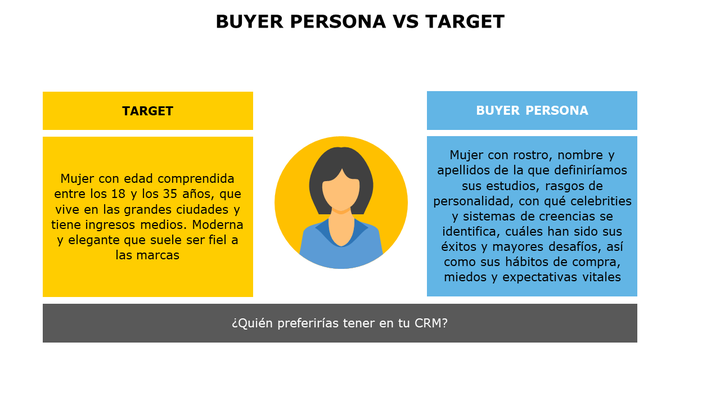 BUYER PERSONA VS TARGET
TARGET
Mujer con edad comprendida
entre los 18 y los 35 años, que
vive en las grandes ciudades y
tiene ingresos medios. Moderna
y elegante que suele ser fiel a
las marcas
BUYER PERSONA
Mujer con rostro, nombre y
apellidos de la que definiríamos
sus estudios, rasgos de
personalidad, con qué celebrities
y sistemas de creencias se
identifica, cuáles han sido sus
éxitos y mayores desafíos, así
como sus hábitos de compra,
miedos y expectativas vitales
¿Quién preferirías tener en tu CRM?